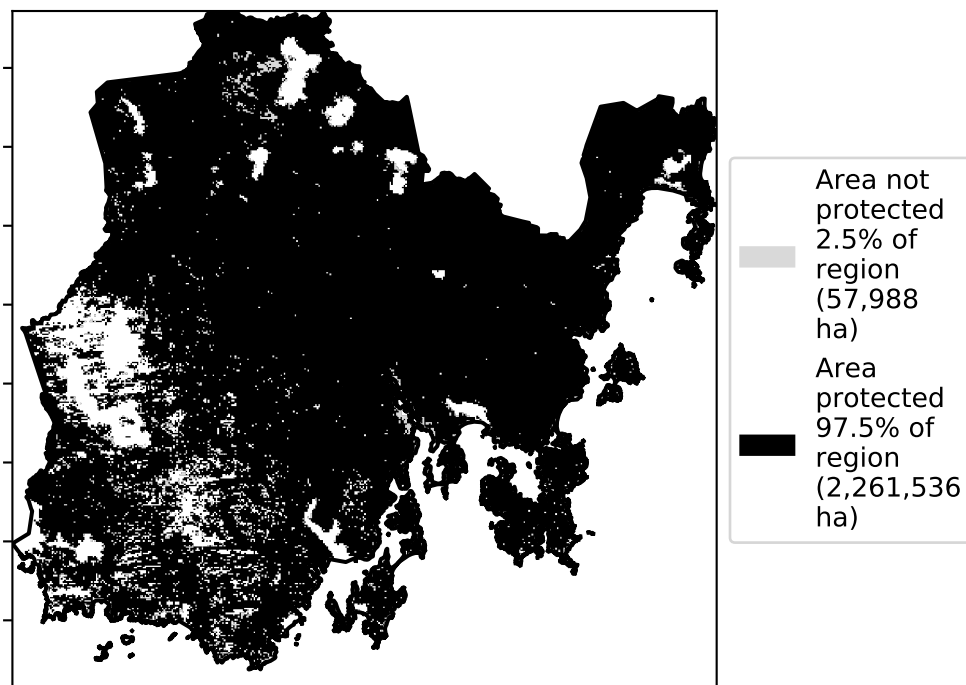 Area not
protected
2.5% of
region
(57,988
ha)
Area
protected
97.5% of
region
(2,261,536
ha)